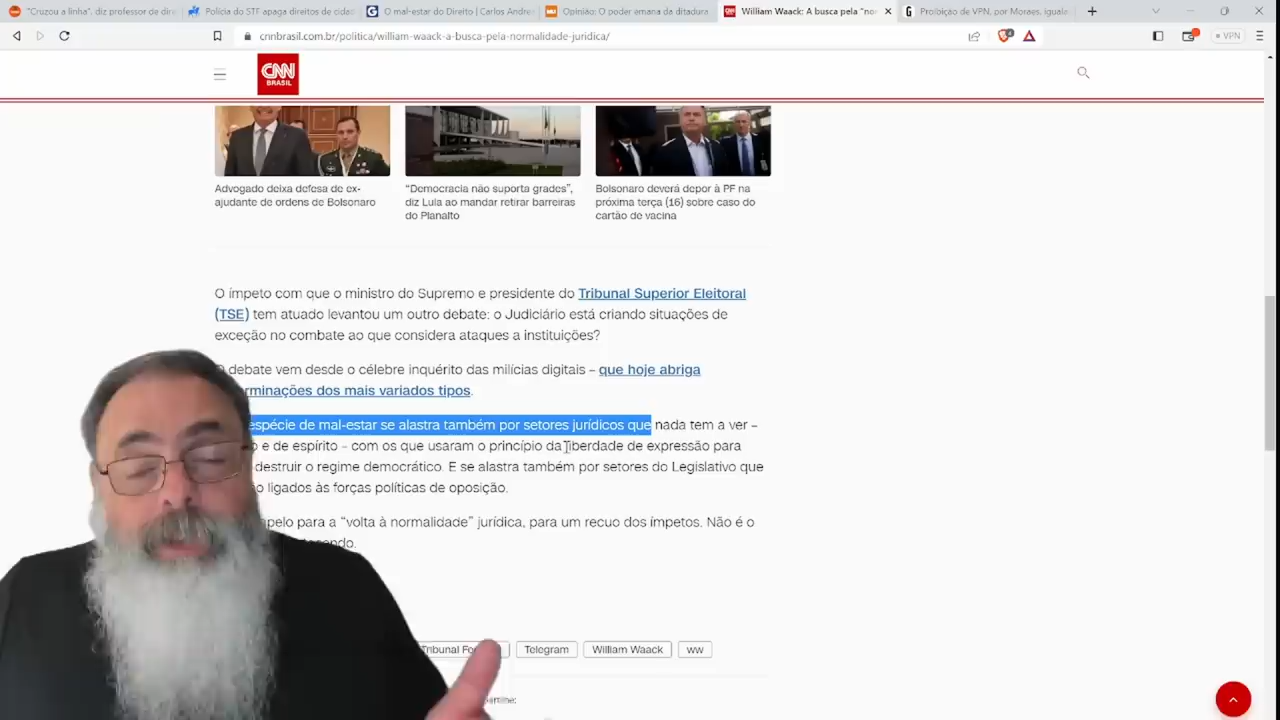 "Cruzou a linha", diz professor de dire
Polícia do STF apaga direitos de cidad
O mal-estar do Direito | Carlos Andre
Opinião: O poder emana da ditadura
William Waack: A busca pela "nor
Proibição de VPN, por Moraes, iguala
cnnbrasil.com.br/politica/william-waack-a-busca-pela-normalidade-juridica/
VPN
CNN
BRASIL
Advogado deixa defesa de ex-
ajudante de ordens de Bolsonaro
"Democracia não suporta grades",
diz Lula ao mandar retirar barreiras
do Planalto
Bolsonaro deverá depor à PF na
próxima terça (16) sobre caso do
cartão de vacina
O ímpeto com que o ministro do Supremo e presidente do Tribunal Superior Eleitoral
(TSE) tem atuado levantou um outro debate: o Judiciário está criando situações de
exceção no combate ao que considera ataques a instituições?
debate vem desde o célebre inquérito das milícias digitais – que hoje abriga
rminações dos mais variados tipos.
espécie de mal-estar se alastra também por setores jurídicos que nada tem a ver –
o e de espírito – com os que usaram o princípio da liberdade de expressão para
destruir o regime democrático. E se alastra também por setores do Legislativo que
o ligados às forças políticas de oposição.
pelo para a "volta à normalidade" jurídica, para um recuo dos ímpetos. Não é o
ndo.
Tribunal
Telegram
William Waack
ww